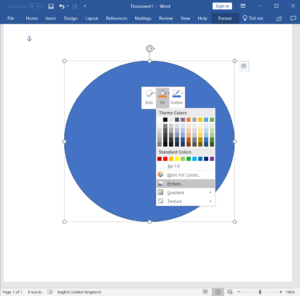 Document1 - Word
Sign in
File Home Insert Design Layout References Mailings Review View Help Format Tell me
Style Fill Outline
Theme Colors
Standard Colors
No Fill
More Fill Colors...
Picture...
Gradient
Texture
Page 1 of 1 0 words English (United Kingdom)